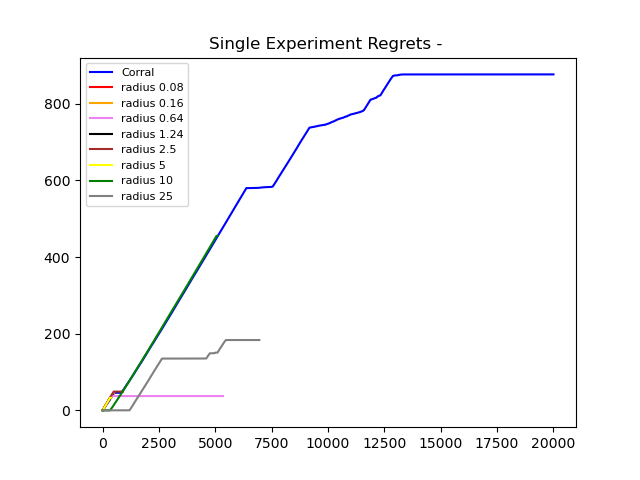 Single Experiment Regrets -
Corral
radius 0.08
radius 0.16
radius 0.64
radius 1.24
radius 2.5
radius 5
radius 10
radius 25
800
600
400
200
0
0 2500 5000 7500 10000 12500 15000 17500 20000